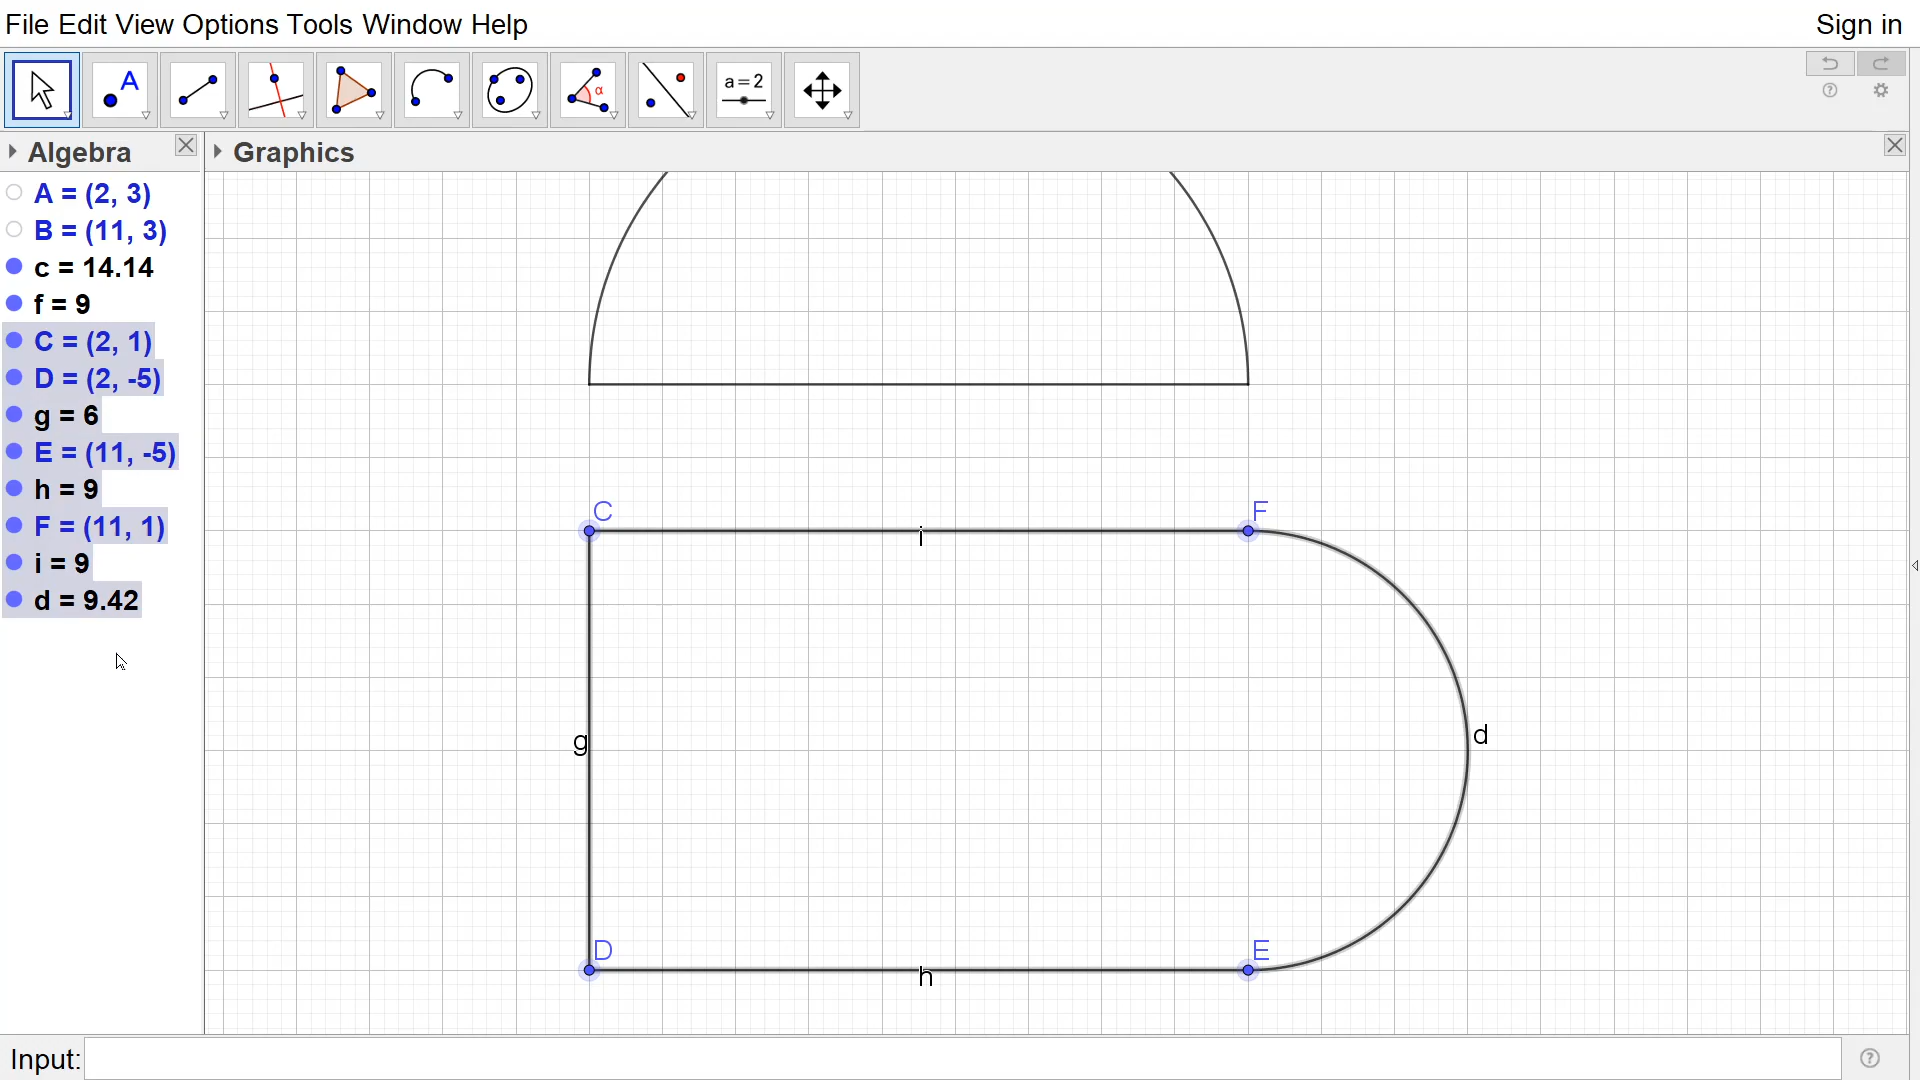 File Edit View Options Tools Window Help
Sign in
A
α
a=2
Algebra
Graphics
A = (2, 3)
B = (11, 3)
c = 14.14
f = 9
C = (2, 1)
D = (2, -5)
g = 6
E = (11, -5)
h = 9
F = (11, 1)
i = 9
d = 9.42
C
F
i
g
d
D
E
h
Input: